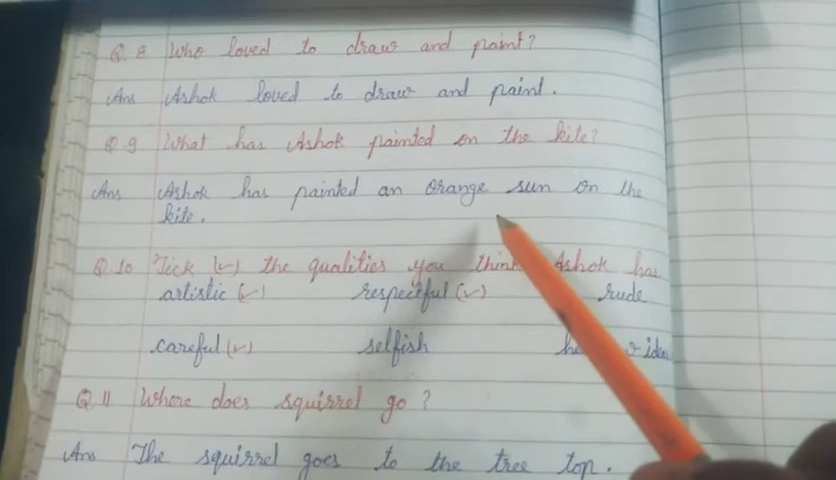 Q.8 Who loved to draw and paint?
Ans Ashok loved to draw and paint.
Q.9 What has Ashok painted on the kite?
Ans Ashok has painted an Orange sun on the
kite.
Q.10 Tick (✓) the qualities you think Ashok has
artistic (✓) respectful (✓) rude
careful (✓) selfish
Q.11 Where does squirrel go?
Ans The squirrel goes to the tree top.